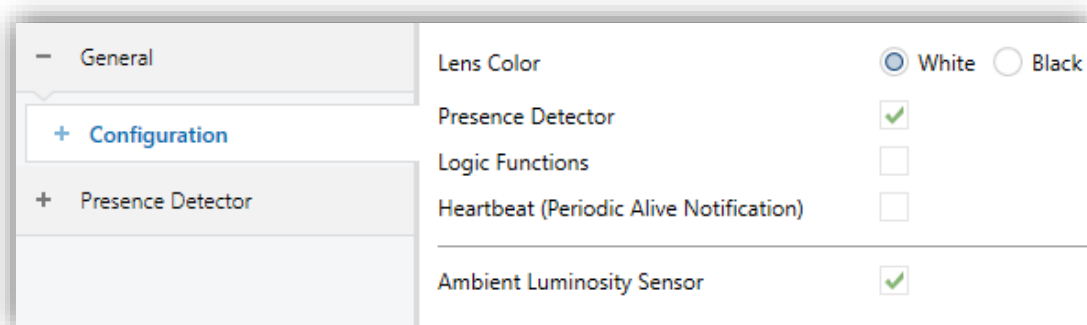 General
Configuration
Presence Detector
Lens Color White Black
Presence Detector
Logic Functions
Heartbeat (Periodic Alive Notification)
Ambient Luminosity Sensor